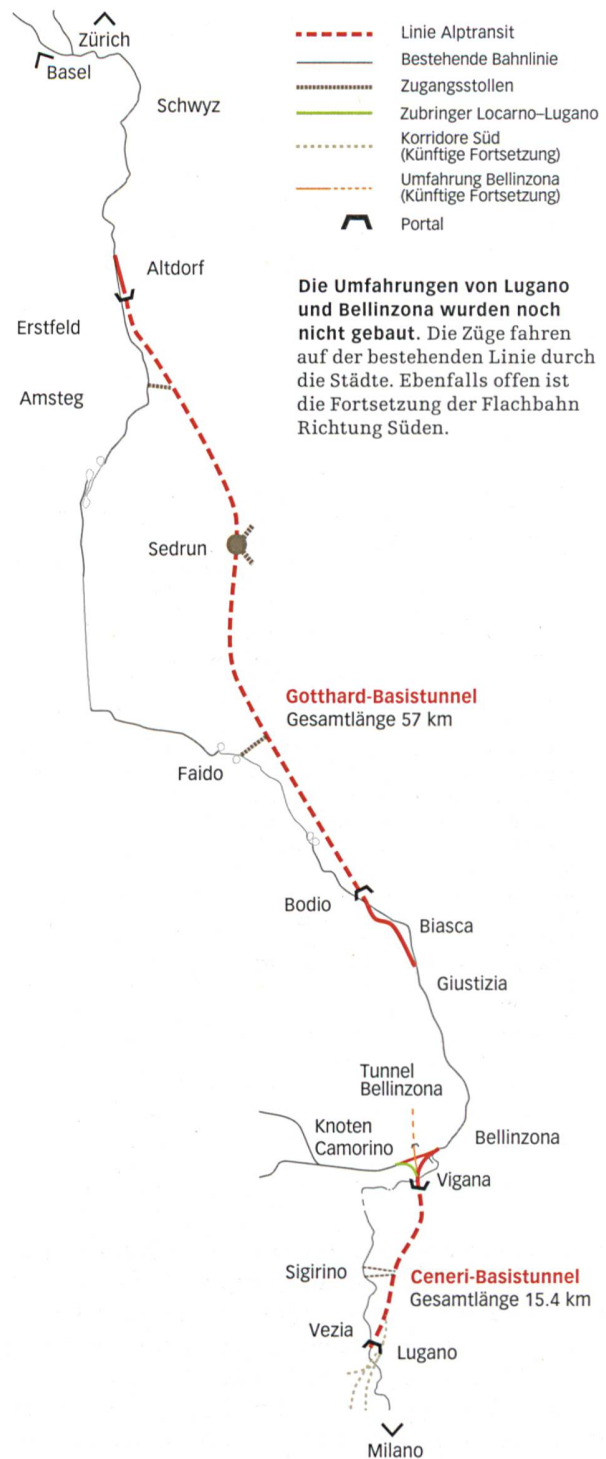 Zürich
Basel
Schwyz
Linie Alptransit
Bestehende Bahnlinie
Zugangsstollen
Zubringer Locarno–Lugano
Korridore Süd
(Künftige Fortsetzung)
Umfahrung Bellinzona
(Künftige Fortsetzung)
Portal
Altdorf
Die Umfahrungen von Lugano
und Bellinzona wurden noch
nicht gebaut. Die Züge fahren
auf der bestehenden Linie durch
die Städte. Ebenfalls offen ist
die Fortsetzung der Flachbahn
Richtung Süden.
Erstfeld
Amsteg
Sedrun
Gotthard-Basistunnel
Gesamtlänge 57 km
Faido
Bodio
Biasca
Giustizia
Tunnel
Bellinzona
Knoten
Camorino
Bellinzona
Vigana
Sigirino
Ceneri-Basistunnel
Gesamtlänge 15.4 km
Vezia
Lugano
Milano